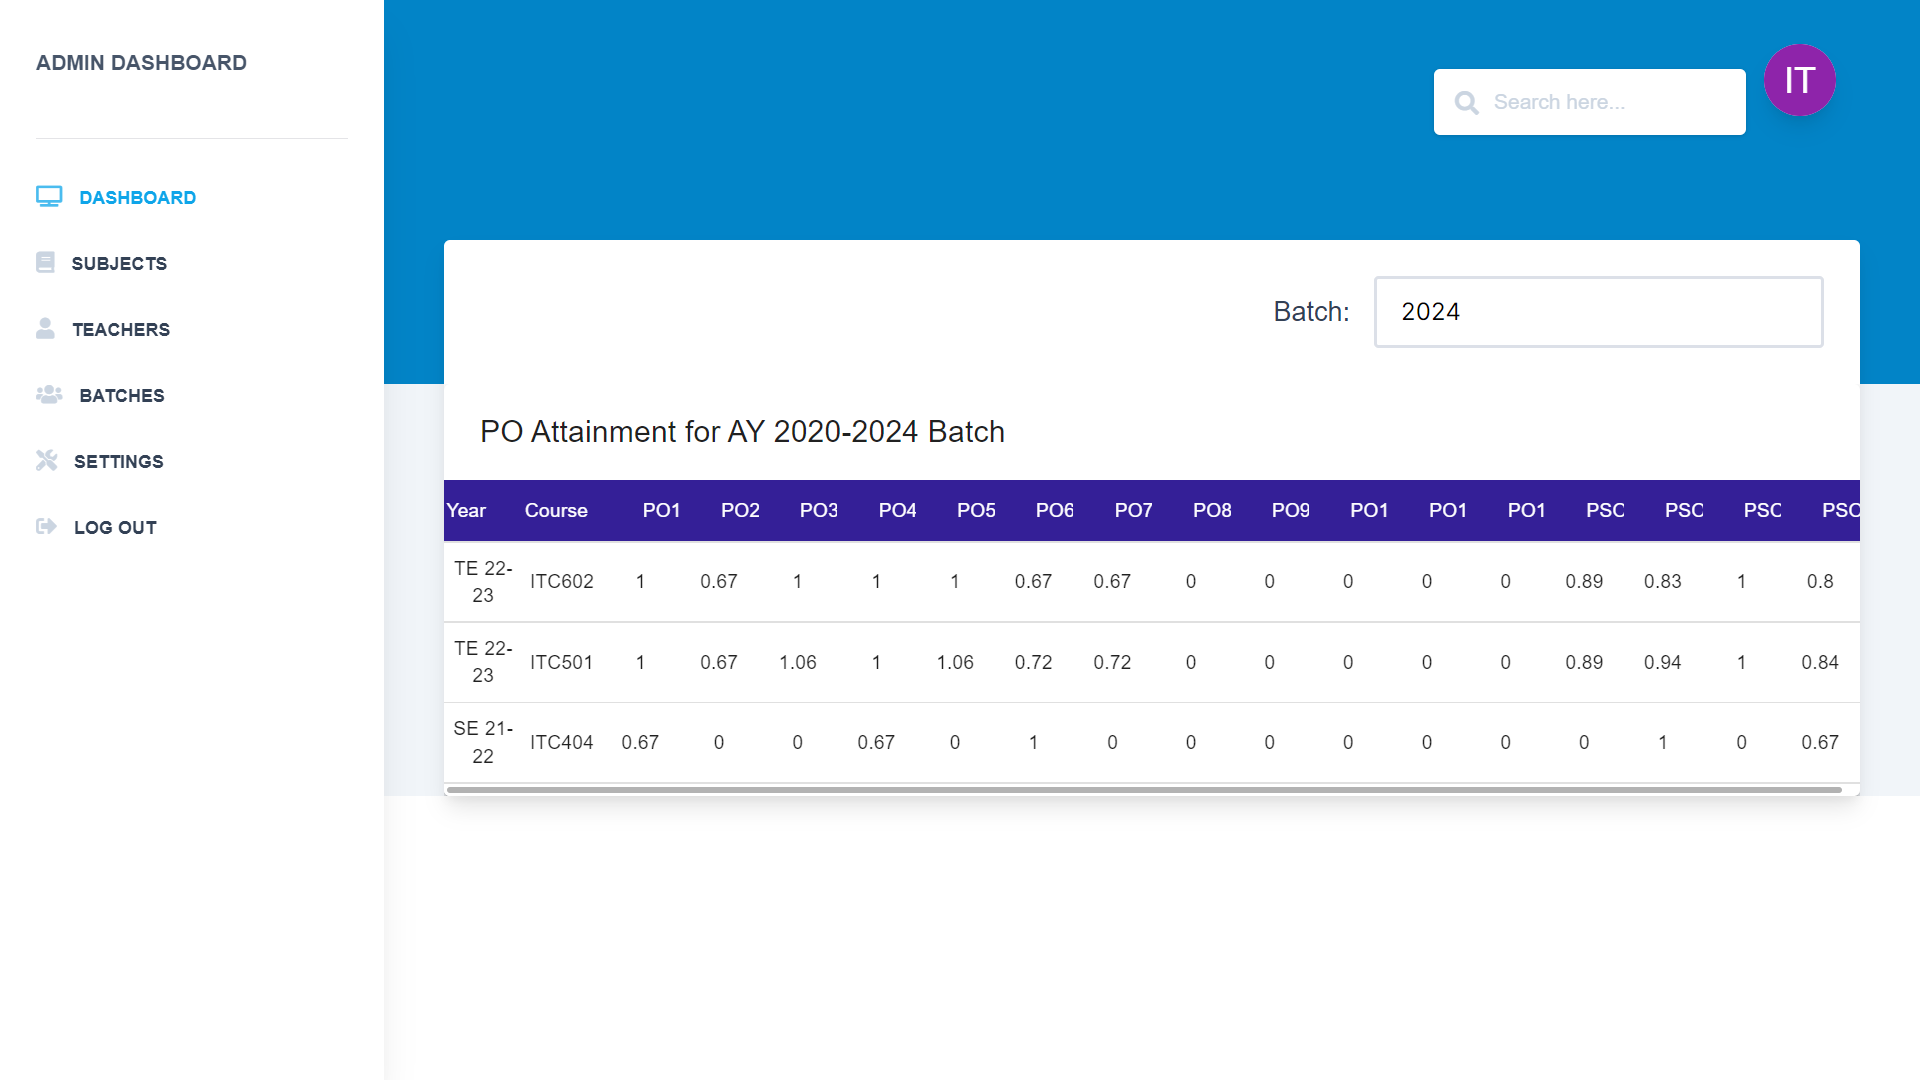 ADMIN DASHBOARD
IT
Search here...
DASHBOARD
SUBJECTS
TEACHERS
BATCHES
SETTINGS
LOG OUT
Batch: 2024
PO Attainment for AY 2020-2024 Batch
Year Course PO1 PO2 PO3 PO4 PO5 PO6 PO7 PO8 PO9 PO1 PO1 PO1 PSC PSC PSC PSC
TE 22-23 ITC602 1 0.67 1 1 1 0.67 0.67 0 0 0 0 0 0.89 0.83 1 0.8
TE 22-23 ITC501 1 0.67 1.06 1 1.06 0.72 0.72 0 0 0 0 0 0.89 0.94 1 0.84
SE 21-22 ITC404 0.67 0 0 0.67 0 1 0 0 0 0 0 0 0 1 0 0.67